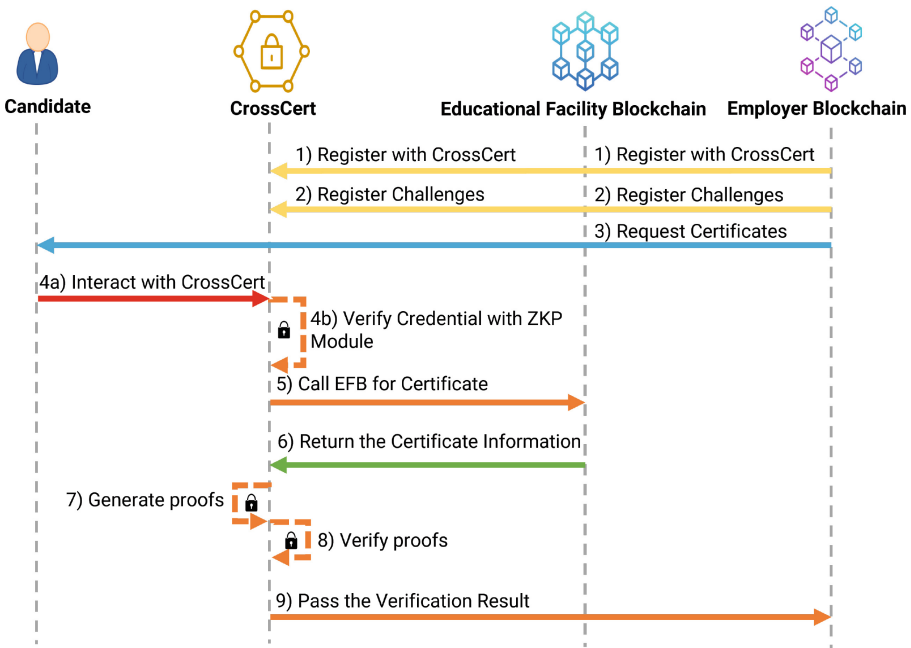 Candidate
CrossCert
Educational Facility Blockchain
Employer Blockchain
1) Register with CrossCert
1) Register with CrossCert
2) Register Challenges
2) Register Challenges
3) Request Certificates
4a) Interact with CrossCert
4b) Verify Credential with ZKP
Module
5) Call EFB for Certificate
6) Return the Certificate Information
7) Generate proofs
8) Verify proofs
9) Pass the Verification Result